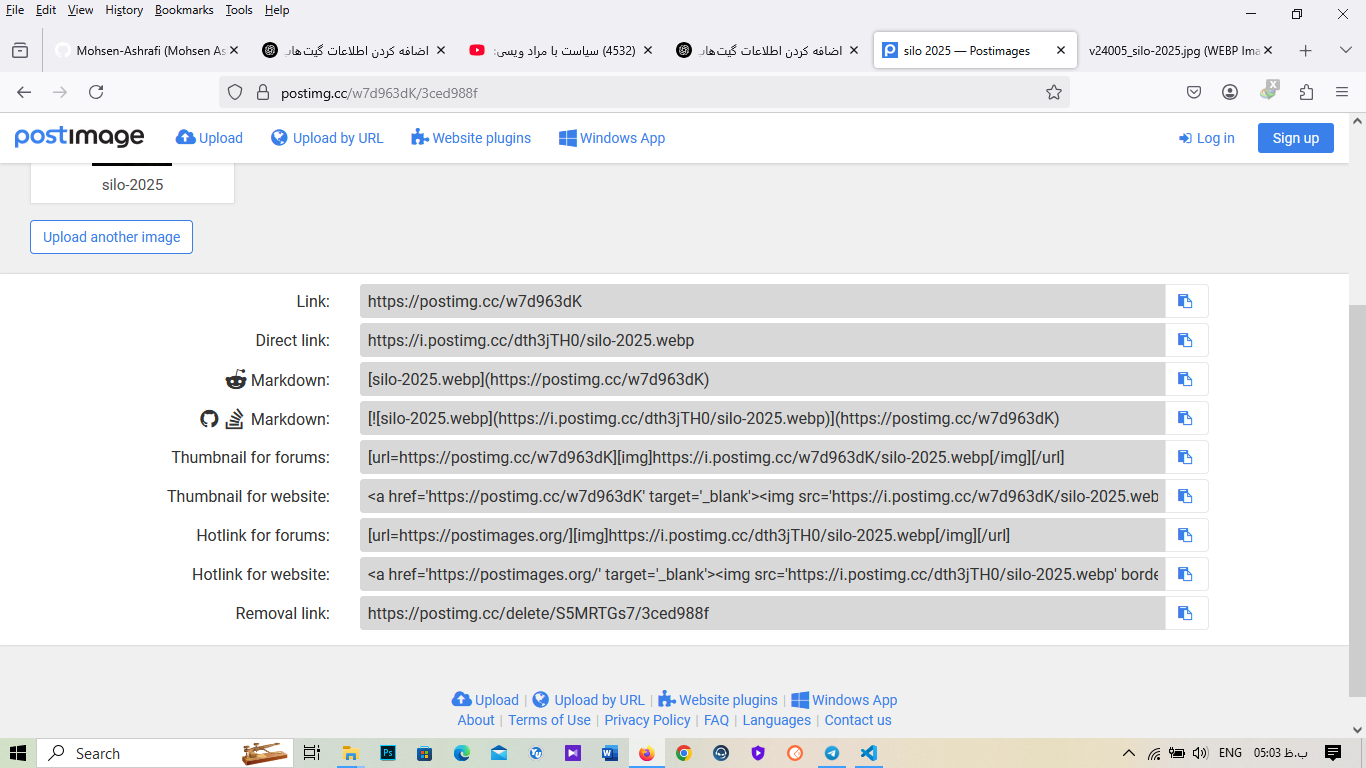 File Edit View History Bookmarks Tools Help
Mohsen-Ashrafi (Mohsen As
اضافه کردن اطلاعات گیت‌هاب
(4532) سیاست با مراد ویسی:
اضافه کردن اطلاعات گیت‌هاب
silo 2025 — Postimages
v24005_silo-2025.jpg (WEBP Ima
postimg.cc/w7d963dK/3ced988f
postimage Upload Upload by URL Website plugins Windows App Log in Sign up
silo-2025
Upload another image
Link: https://postimg.cc/w7d963dK
Direct link: https://i.postimg.cc/dth3jTH0/silo-2025.webp
Markdown: [silo-2025.webp](https://postimg.cc/w7d963dK)
Markdown: [![silo-2025.webp](https://i.postimg.cc/dth3jTH0/silo-2025.webp)](https://postimg.cc/w7d963dK)
Thumbnail for forums: [url=https://postimg.cc/w7d963dK][img]https://i.postimg.cc/w7d963dK/silo-2025.webp[/img][/url]
Thumbnail for website: <a href='https://postimg.cc/w7d963dK' target='_blank'><img src='https://i.postimg.cc/w7d963dK/silo-2025.web
Hotlink for forums: [url=https://postimages.org/][img]https://i.postimg.cc/dth3jTH0/silo-2025.webp[/img][/url]
Hotlink for website: <a href='https://postimages.org/' target='_blank'><img src='https://i.postimg.cc/dth3jTH0/silo-2025.webp' borde
Removal link: https://postimg.cc/delete/S5MRTGs7/3ced988f
Upload | Upload by URL | Website plugins | Windows App
About | Terms of Use | Privacy Policy | FAQ | Languages | Contact us
Search ENG 05:03 ب.ظ